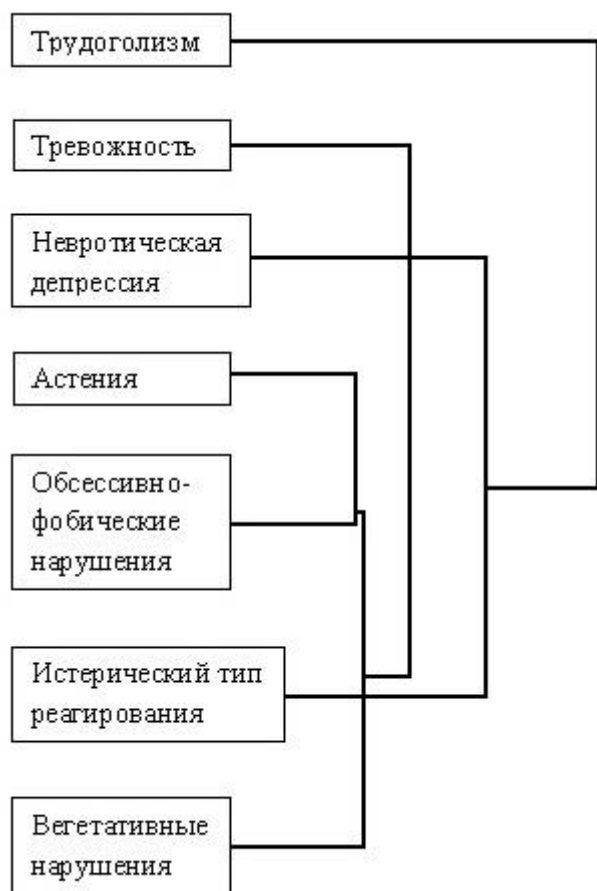 Трудоголизм
Тревожность
Невротическая
депрессия
Астения
Обсессивно-
фобические
нарушения
Истерический тип
реагирования
Вегетативные
нарушения